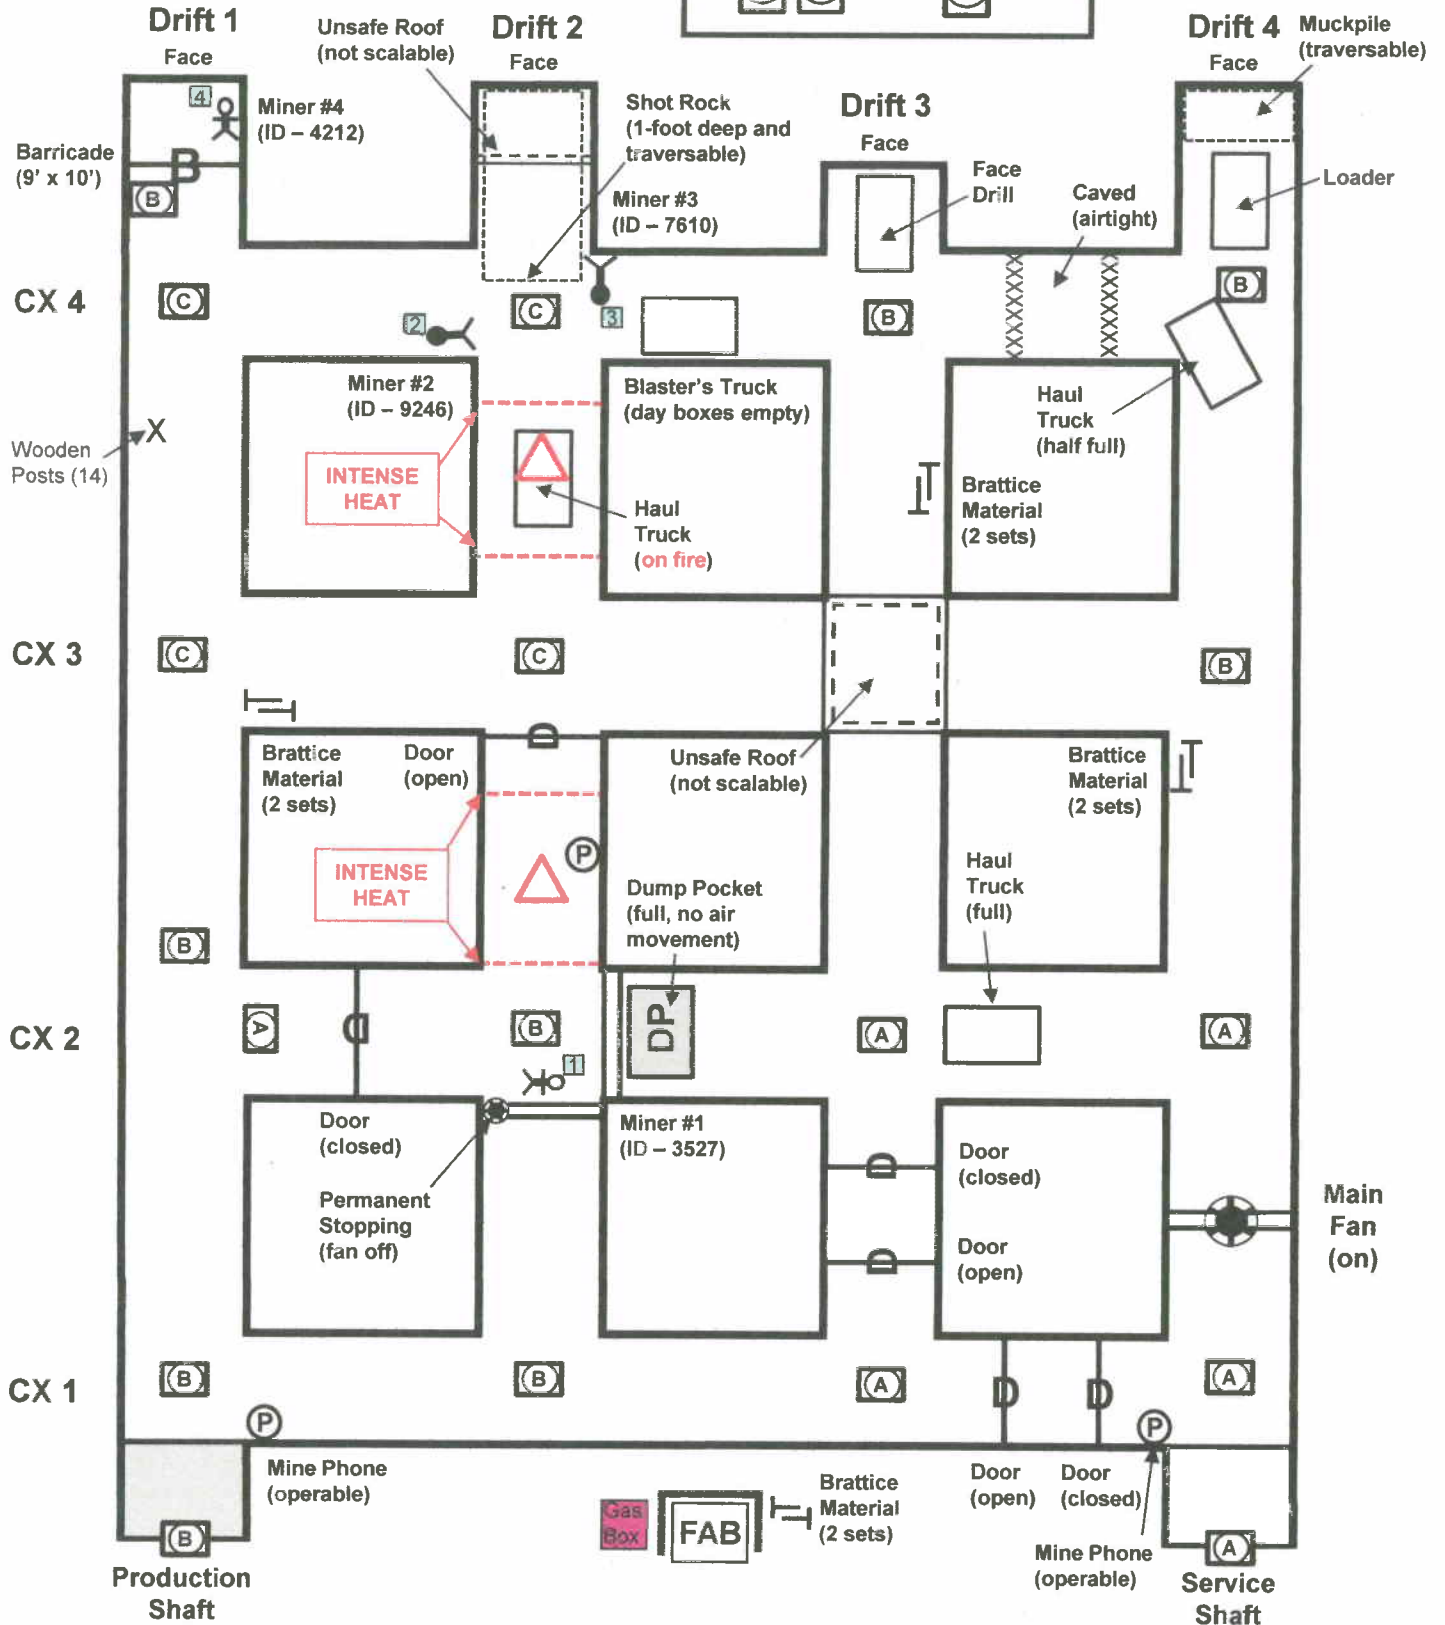 Drift 1
Face
Unsafe Roof
(not scalable)
Drift 2
Face
Drift 4
Face
Muckpile
(traversable)
4
Miner #4
(ID – 4212)
Shot Rock
(1-foot deep and
traversable)
Drift 3
Face
Barricade
(9' x 10')
B
B
Miner #3
(ID – 7610)
Face
Drill
Caved
(airtight)
Loader
CX 4
C
2
C
3
B
B
Miner #2
(ID – 9246)
Blaster's Truck
(day boxes empty)
Haul
Truck
(half full)
Wooden
Posts (14)
X
INTENSE
HEAT
Haul
Truck
(on fire)
Brattice
Material
(2 sets)
CX 3
C
C
B
Brattice
Material
(2 sets)
Door
(open)
D
Unsafe Roof
(not scalable)
Brattice
Material
(2 sets)
INTENSE
HEAT
P
Dump Pocket
(full, no air
movement)
Haul
Truck
(full)
B
CX 2
A
D
B
DP
A
A
1
Door
(closed)
Miner #1
(ID – 3527)
D
Door
(closed)
Permanent
Stopping
(fan off)
D
Door
(open)
Main
Fan
(on)
CX 1
B
B
A
D
D
A
P
P
Mine Phone
(operable)
B
Production
Shaft
Gas
Box
FAB
Brattice
Material
(2 sets)
Door
(open)
Door
(closed)
Mine Phone
(operable)
A
Service
Shaft